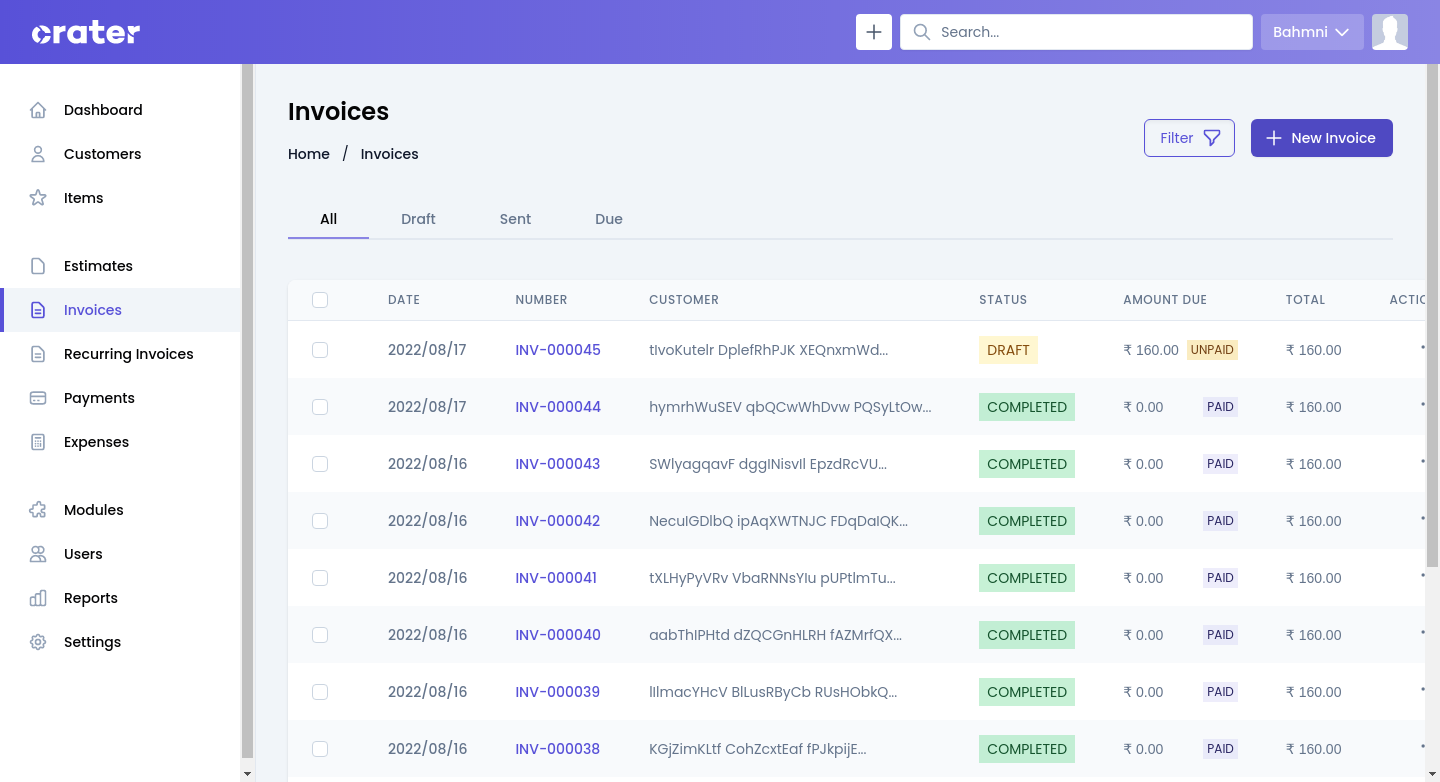 crater
Search...
Bahmni
Dashboard
Customers
Items
Estimates
Invoices
Recurring Invoices
Payments
Expenses
Modules
Users
Reports
Settings
Invoices
Home / Invoices
Filter
New Invoice
All Draft Sent Due
DATE NUMBER CUSTOMER STATUS AMOUNT DUE TOTAL
2022/08/17 INV-000045 tIvoKutelr DplefRhPJK XEQnxmWd... DRAFT ₹ 160.00 UNPAID ₹ 160.00
2022/08/17 INV-000044 hymrhWuSEV qbQCwWhDvw PQSyLtOw... COMPLETED ₹ 0.00 PAID ₹ 160.00
2022/08/16 INV-000043 COMPLETED ₹ 0.00 PAID ₹ 160.00
2022/08/16 INV-000042 NecuIGDlbQ ipAqXWTNJC FDqDaIQK... COMPLETED ₹ 0.00 PAID ₹ 160.00
2022/08/16 INV-000041 tXLHyPyVRv VbaRNNsYIu pUPtlmTu... COMPLETED ₹ 0.00 PAID ₹ 160.00
2022/08/16 INV-000040 aabThIPHtd dZQCGnHLRH fAZMrfQX... COMPLETED ₹ 0.00 PAID ₹ 160.00
2022/08/16 INV-000039 BlLusRByCb RUsHObkQ... COMPLETED ₹ 0.00 PAID ₹ 160.00
2022/08/16 INV-000038 KGjZimKLtf CohZcxtEaf fPJkpijE... COMPLETED ₹ 0.00 PAID ₹ 160.00